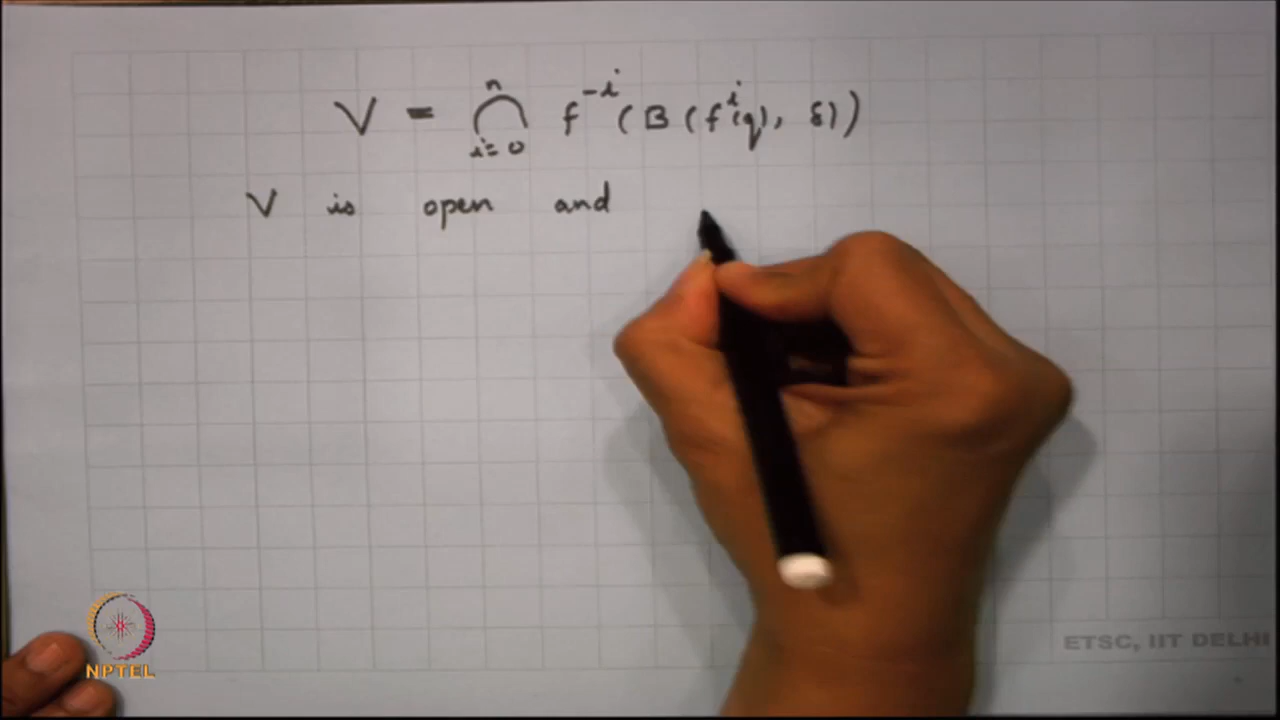 V = ⋂_{i=0}^{n} f^{-i}(B(f^i(q), δ))
V is open and
ETSC, IIT DELHI
NPTEL